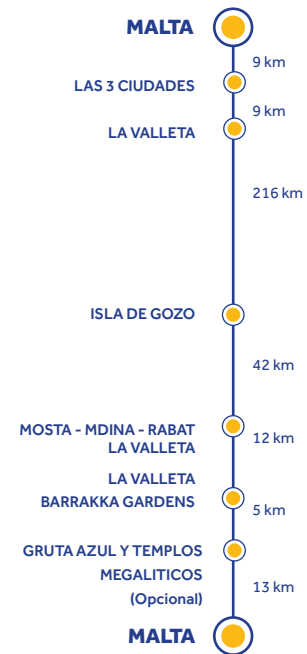 MALTA
9 km
LAS 3 CIUDADES
9 km
LA VALLETA
216 km
ISLA DE GOZO
42 km
MOSTA - MDINA - RABAT
LA VALLETA
12 km
LA VALLETA
BARRAKKA GARDENS
5 km
GRUTA AZUL Y TEMPLOS
MEGALITICOS
(Opcional)
13 km
MALTA